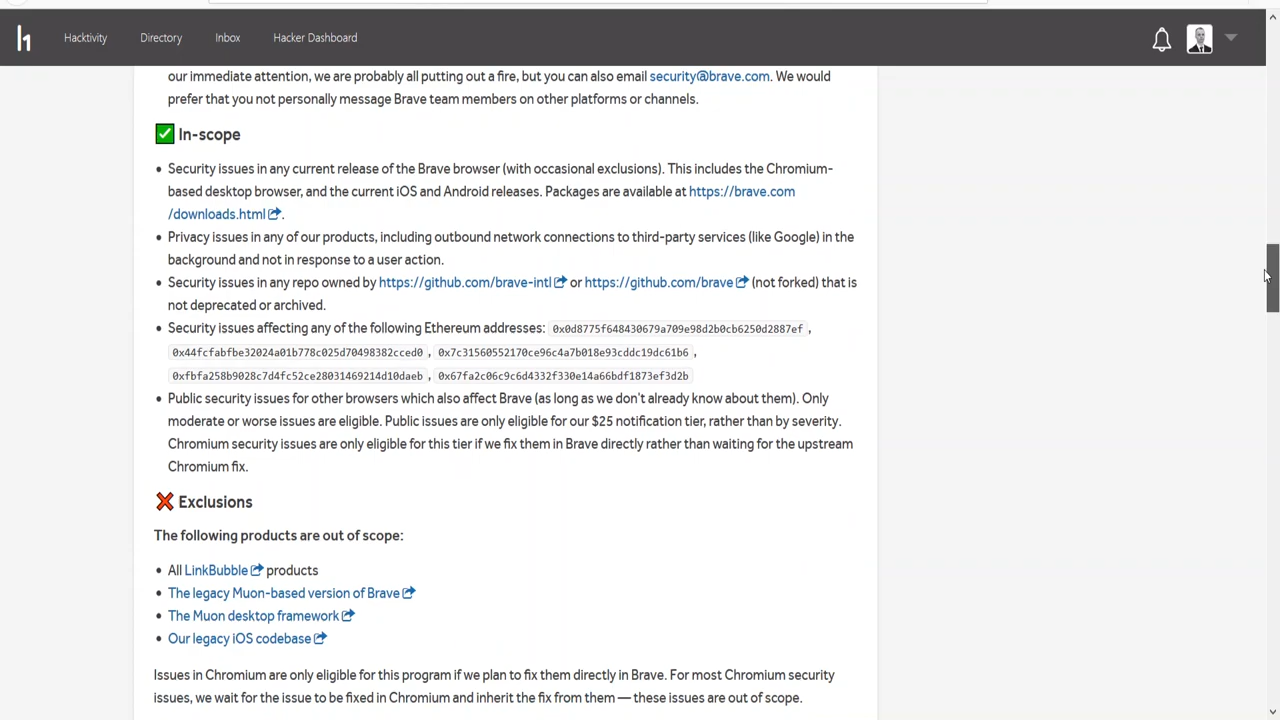 Hacktivity Directory Inbox Hacker Dashboard
our immediate attention, we are probably all putting out a fire, but you can also email security@brave.com. We would
prefer that you not personally message Brave team members on other platforms or channels.
In-scope
• Security issues in any current release of the Brave browser (with occasional exclusions). This includes the Chromium-
based desktop browser, and the current iOS and Android releases. Packages are available at https://brave.com
/downloads.html.
• Privacy issues in any of our products, including outbound network connections to third-party services (like Google) in the
background and not in response to a user action.
• Security issues in any repo owned by https://github.com/brave-intl or https://github.com/brave (not forked) that is
not deprecated or archived.
• Security issues affecting any of the following Ethereum addresses: 0x0d8775f648430679a709e98d2b0cb6250d2887ef,
0x44fcfabfbe32024a01b778c025d70498382cced0, 0x7c31560552170ce96c4a7b018e93cddc19dc61b6,
0xfbfa258b9028c7d4fc52ce28031469214d10daeb, 0x67fa2c06c9c6d4332f330e14a66bdf1873ef3d2b
• Public security issues for other browsers which also affect Brave (as long as we don't already know about them). Only
moderate or worse issues are eligible. Public issues are only eligible for our $25 notification tier, rather than by severity.
Chromium security issues are only eligible for this tier if we fix them in Brave directly rather than waiting for the upstream
Chromium fix.
Exclusions
The following products are out of scope:
• All LinkBubble products
• The legacy Muon-based version of Brave
• The Muon desktop framework
• Our legacy iOS codebase
Issues in Chromium are only eligible for this program if we plan to fix them directly in Brave. For most Chromium security
issues, we wait for the issue to be fixed in Chromium and inherit the fix from them — these issues are out of scope.